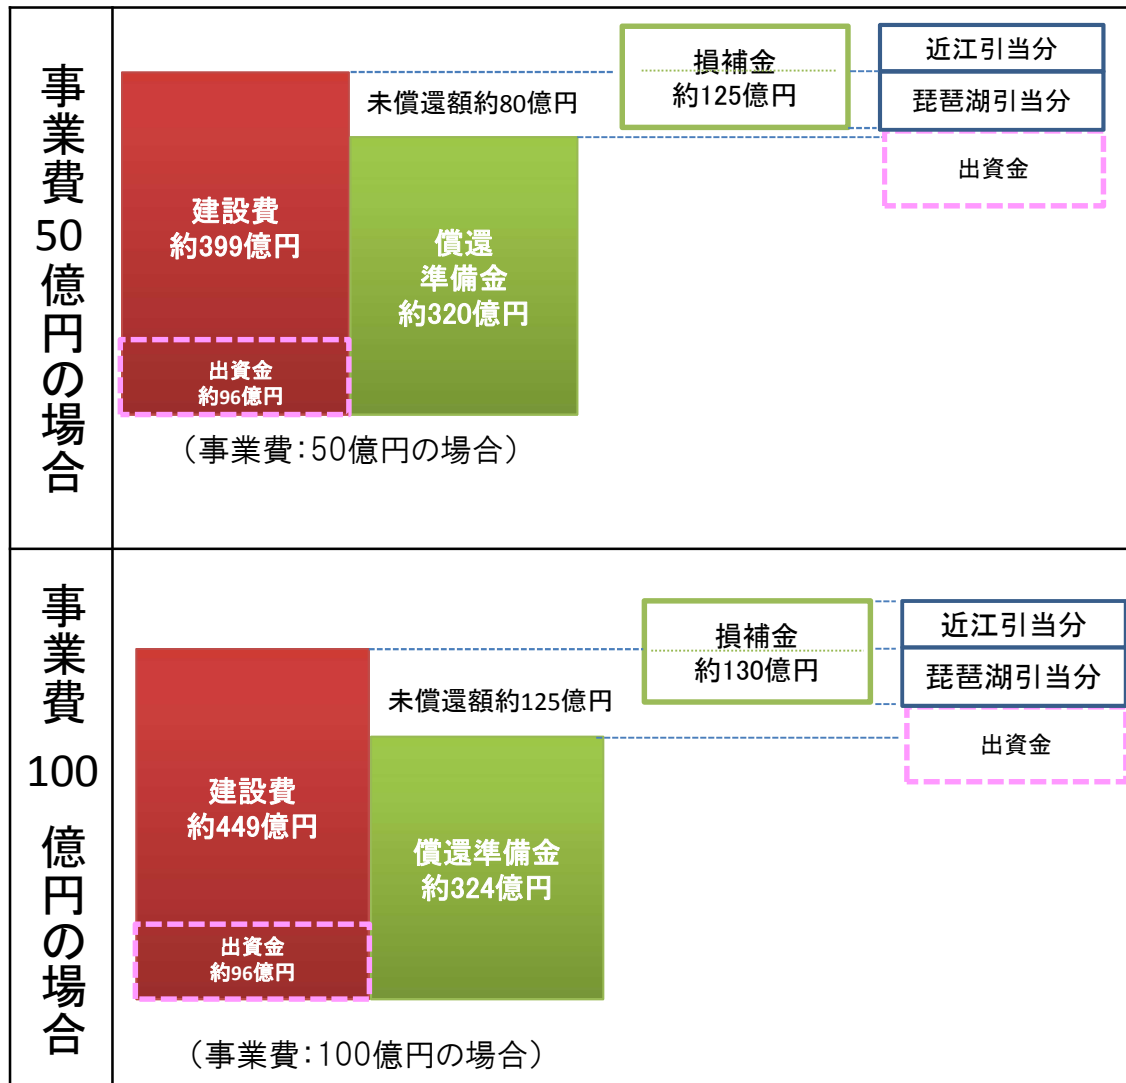 事業費50億円の場合
建設費
約399億円
出資金
約96億円
未償還額約80億円
償還
準備金
約320億円
損補金
約125億円
近江引当分
琵琶湖引当分
出資金
（事業費：50億円の場合）
事業費100億円の場合
建設費
約449億円
出資金
約96億円
未償還額約125億円
償還準備金
約324億円
損補金
約130億円
近江引当分
琵琶湖引当分
出資金
（事業費：100億円の場合）